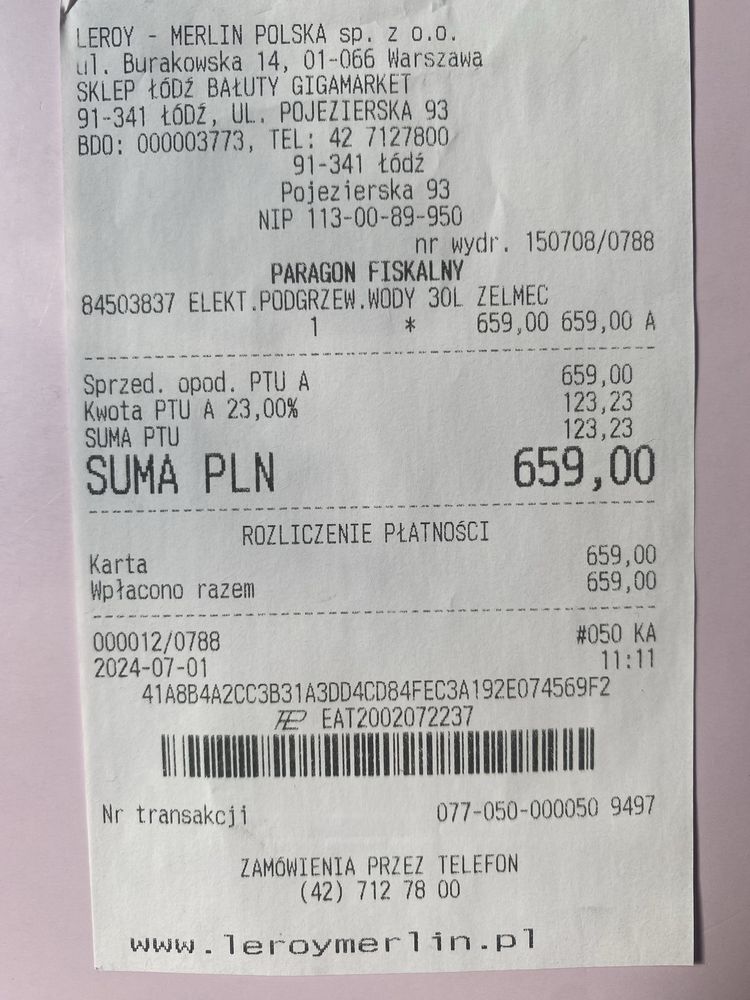 LEROY - MERLIN POLSKA sp. z o.o.
ul. Burakowska 14, 01-066 Warszawa
SKLEP ŁÓDŹ BAŁUTY GIGAMARKET
91-341 ŁÓDŹ, UL. POJEZIERSKA 93
BDO: 000003773, TEL: 42 7127800
91-341 Łódź
Pojezierska 93
NIP 113-00-89-950
nr wydr. 150708/0788
PARAGON FISKALNY
84503837 ELEKT.PODGRZEW.WODY 30L ZELMEC
1 * 659,00 659,00 A
Sprzed. opod. PTU A 659,00
Kwota PTU A 23,00% 123,23
SUMA PTU 123,23
SUMA PLN 659,00
ROZLICZENIE PŁATNOŚCI
Karta 659,00
Wpłacono razem 659,00
000012/0788 #050 KA
2024-07-01 11:11
41A8B4A2CC3B31A3DD4CD84FEC3A192E074569F2
EAT2002072237
Nr transakcji 077-050-000050 9497
ZAMÓWIENIA PRZEZ TELEFON
(42) 712 78 00
www.leroymerlin.pl